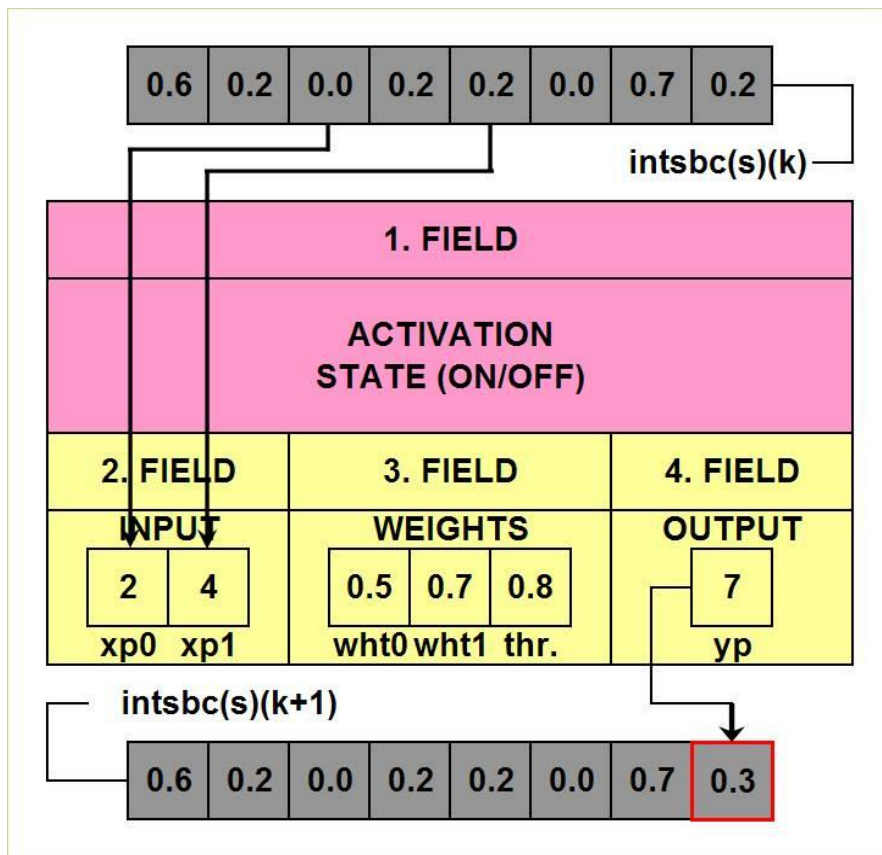 0.6 0.2 0.0 0.2 0.2 0.0 0.7 0.2
intsbc(s)(k)
1. FIELD
ACTIVATION
STATE (ON/OFF)
2. FIELD 3. FIELD 4. FIELD
INPUT WEIGHTS OUTPUT
2 4 0.5 0.7 0.8 7
xp0 xp1 wht0 wht1 thr. yp
intsbc(s)(k+1)
0.6 0.2 0.0 0.2 0.2 0.0 0.7 0.3